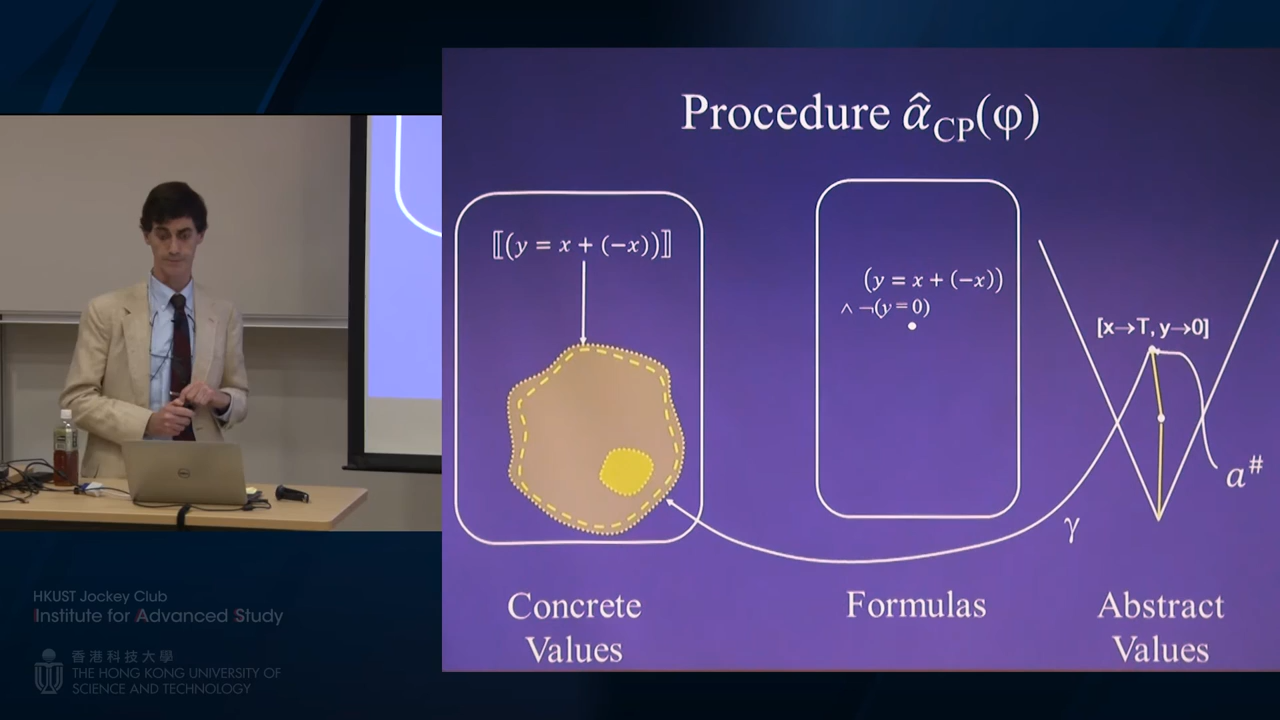 Procedure α̂CP(φ)
⟦(y = x + (−x))⟧
(y = x + (−x))
∧ ¬(y = 0)
[x→T, y→0]
a#
γ
Concrete
Values
Formulas
Abstract
Values
DELL
HKUST Jockey Club
Institute for Advanced Study
香港科技大學
THE HONG KONG UNIVERSITY OF
SCIENCE AND TECHNOLOGY